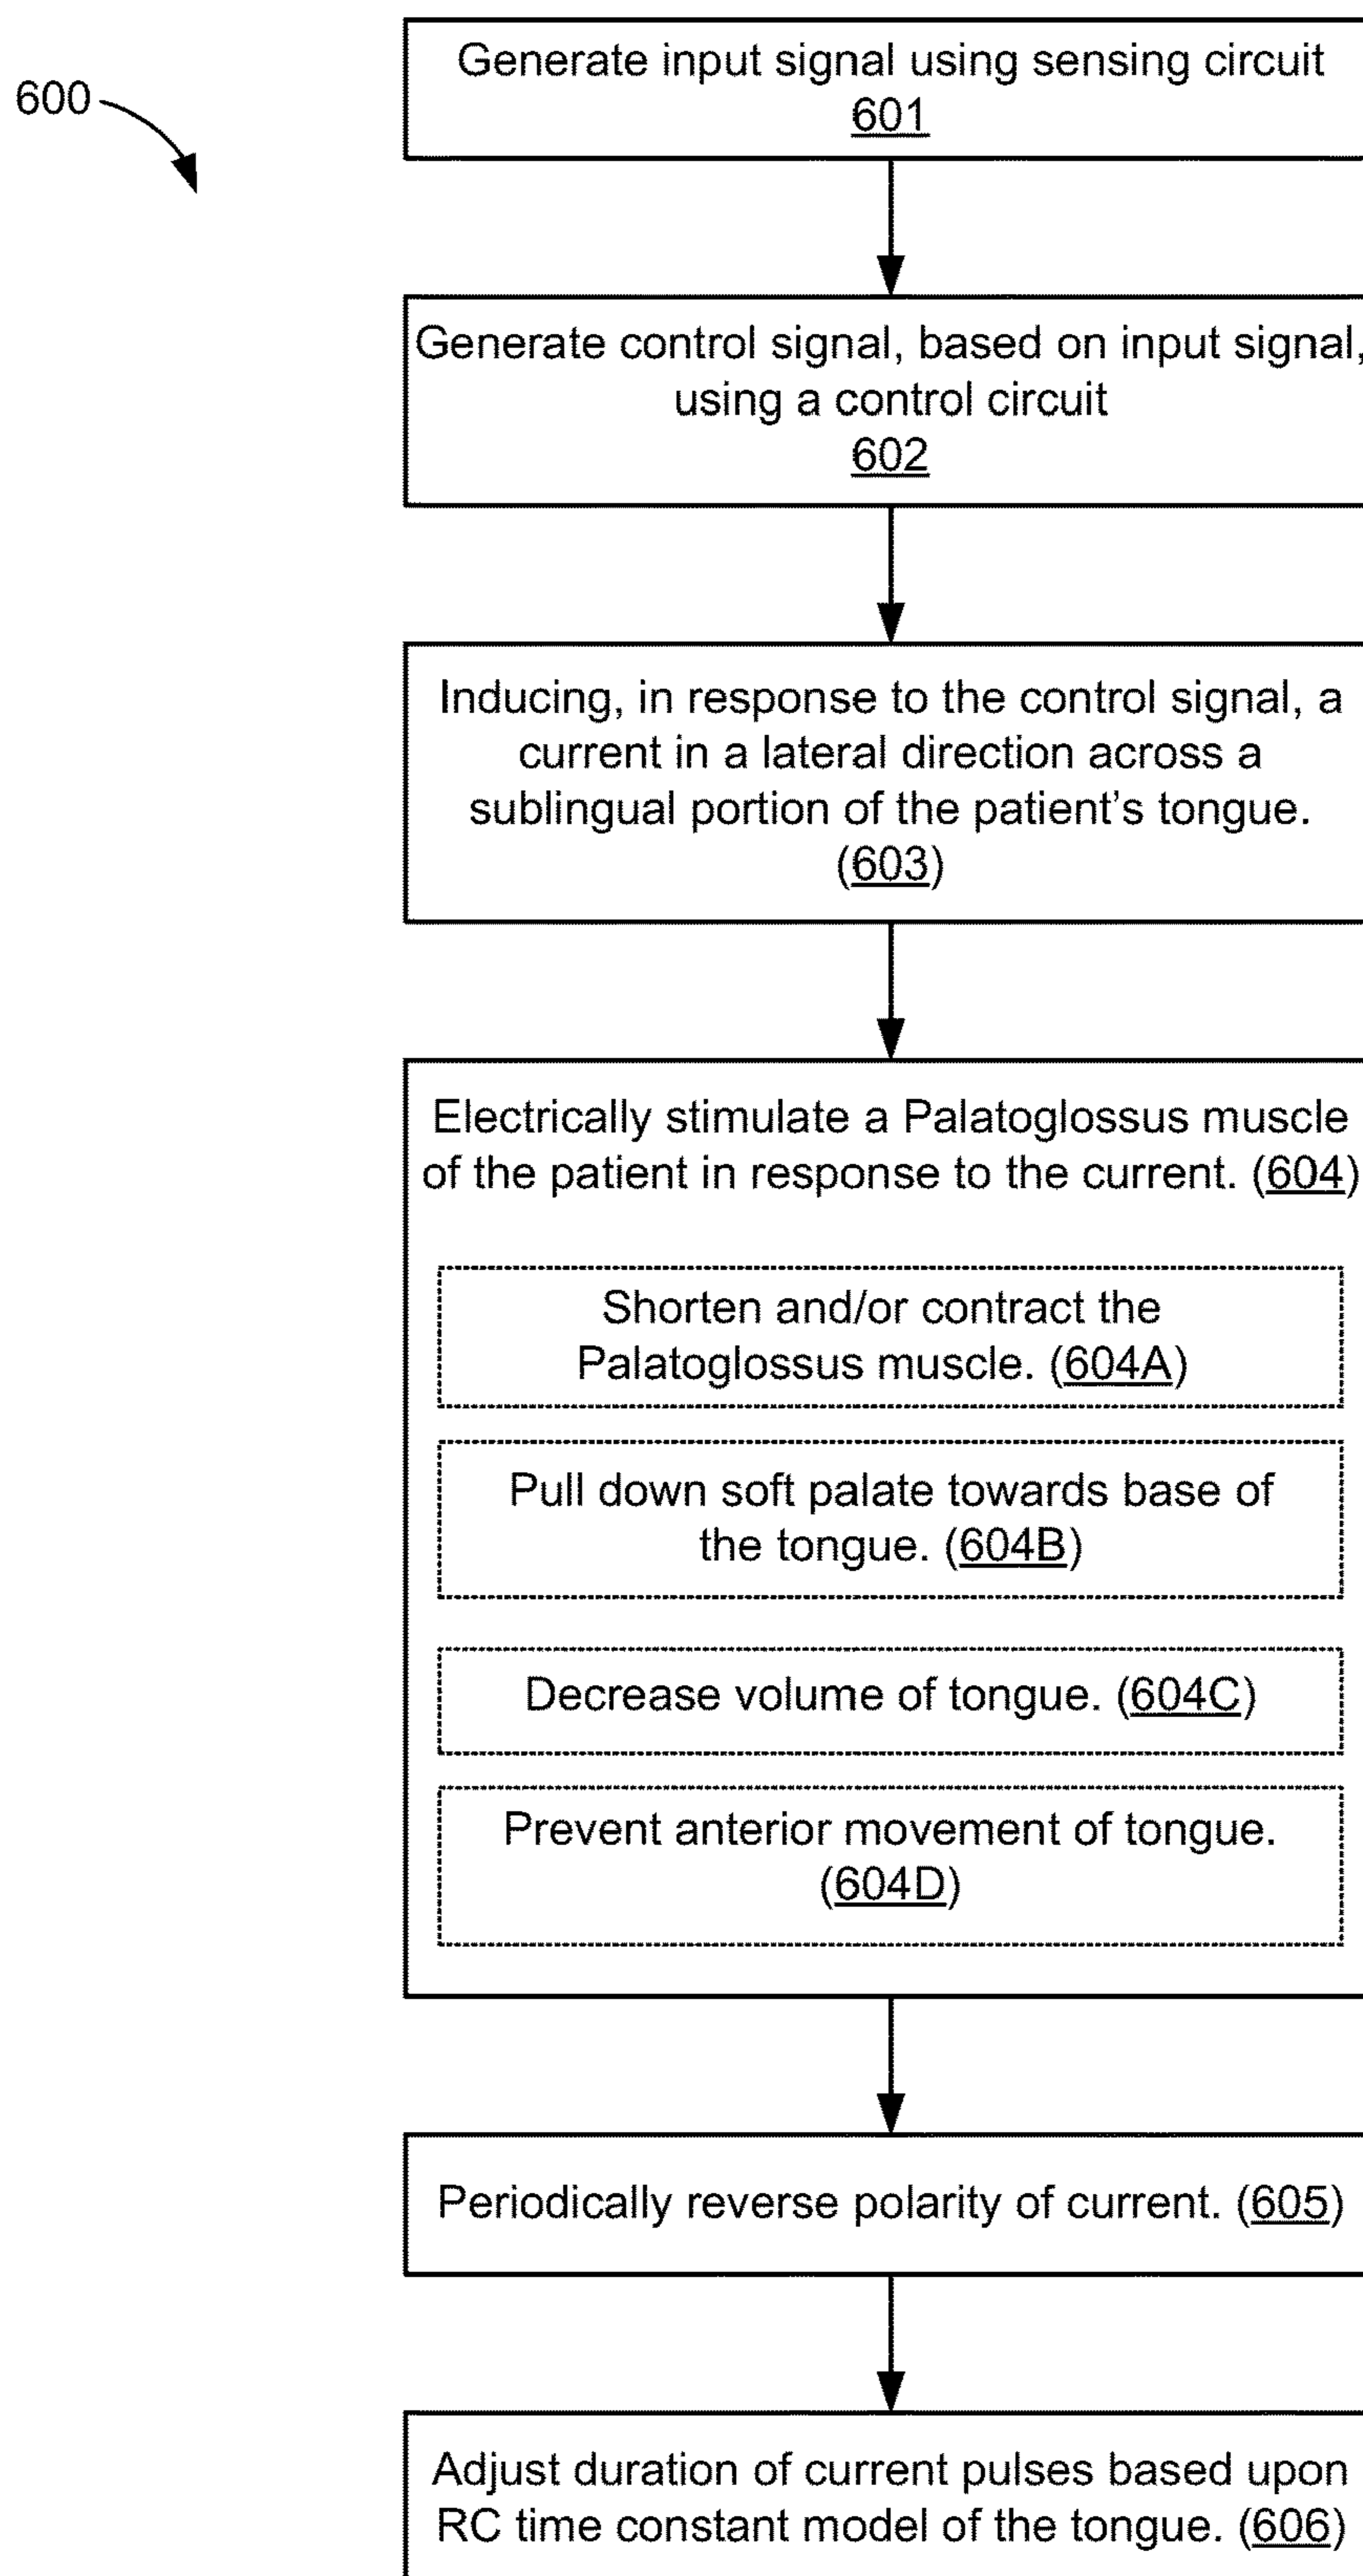 600
Generate input signal using sensing circuit
601
Generate control signal, based on input signal,
using a control circuit
602
Inducing, in response to the control signal, a
current in a lateral direction across a
sublingual portion of the patient's tongue.
(603)
Electrically stimulate a Palatoglossus muscle
of the patient in response to the current. (604)
Shorten and/or contract the
Palatoglossus muscle. (604A)
Pull down soft palate towards base of
the tongue. (604B)
Decrease volume of tongue. (604C)
Prevent anterior movement of tongue.
(604D)
Periodically reverse polarity of current. (605)
Adjust duration of current pulses based upon
RC time constant model of the tongue. (606)